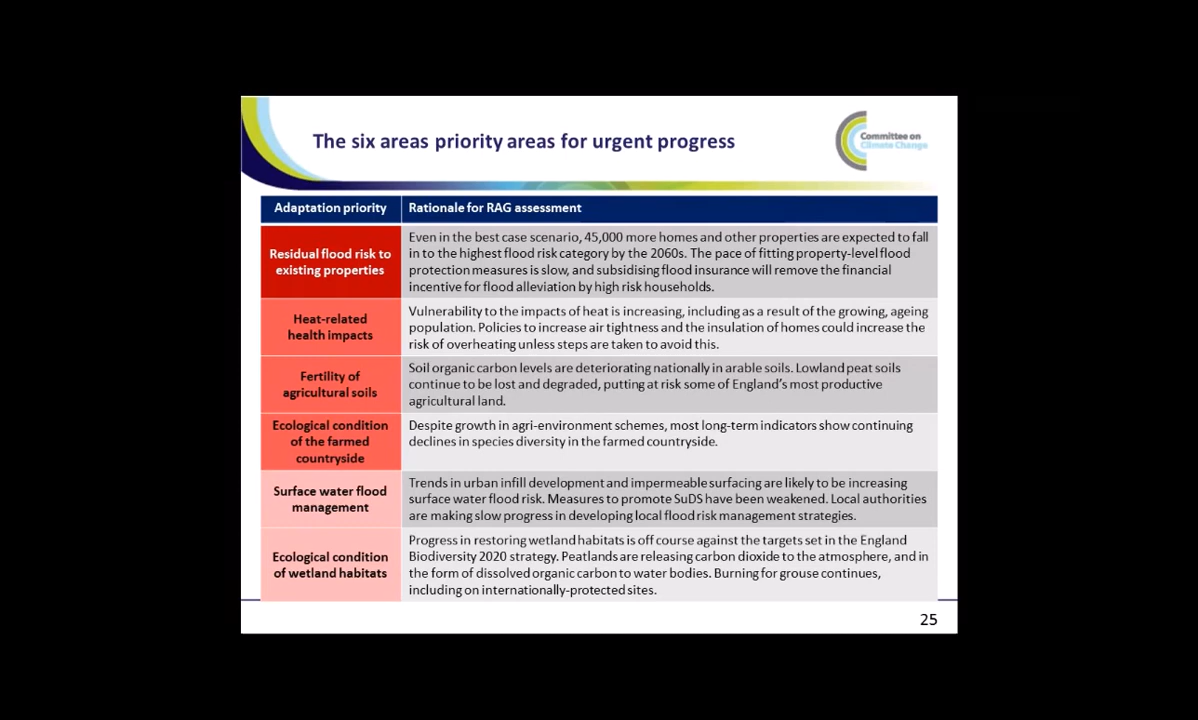 The six areas priority areas for urgent progress
Committee on
Climate Change
Adaptation priority
Rationale for RAG assessment
Residual flood risk to
existing properties
Even in the best case scenario, 45,000 more homes and other properties are expected to fall
in to the highest flood risk category by the 2060s. The pace of fitting property-level flood
protection measures is slow, and subsidising flood insurance will remove the financial
incentive for flood alleviation by high risk households.
Heat-related
health impacts
Vulnerability to the impacts of heat is increasing, including as a result of the growing, ageing
population. Policies to increase air tightness and the insulation of homes could increase the
risk of overheating unless steps are taken to avoid this.
Fertility of
agricultural soils
Soil organic carbon levels are deteriorating nationally in arable soils. Lowland peat soils
continue to be lost and degraded, putting at risk some of England's most productive
agricultural land.
Ecological condition
of the farmed
countryside
Despite growth in agri-environment schemes, most long-term indicators show continuing
declines in species diversity in the farmed countryside.
Surface water flood
management
Trends in urban infill development and impermeable surfacing are likely to be increasing
surface water flood risk. Measures to promote SuDS have been weakened. Local authorities
are making slow progress in developing local flood risk management strategies.
Ecological condition
of wetland habitats
Progress in restoring wetland habitats is off course against the targets set in the England
Biodiversity 2020 strategy. Peatlands are releasing carbon dioxide to the atmosphere, and in
the form of dissolved organic carbon to water bodies. Burning for grouse continues,
including on internationally-protected sites.
25